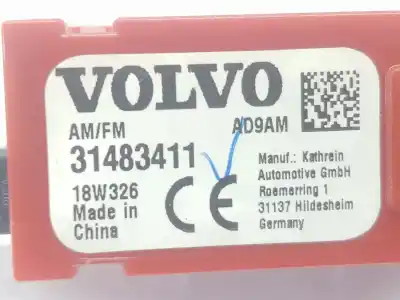 VOLVO
AM/FM AD9AM
31483411
18W326
Made in
China
CE
Manuf.: Kathrein
Automotive GmbH
Roemerring 1
31137 Hildesheim
Germany